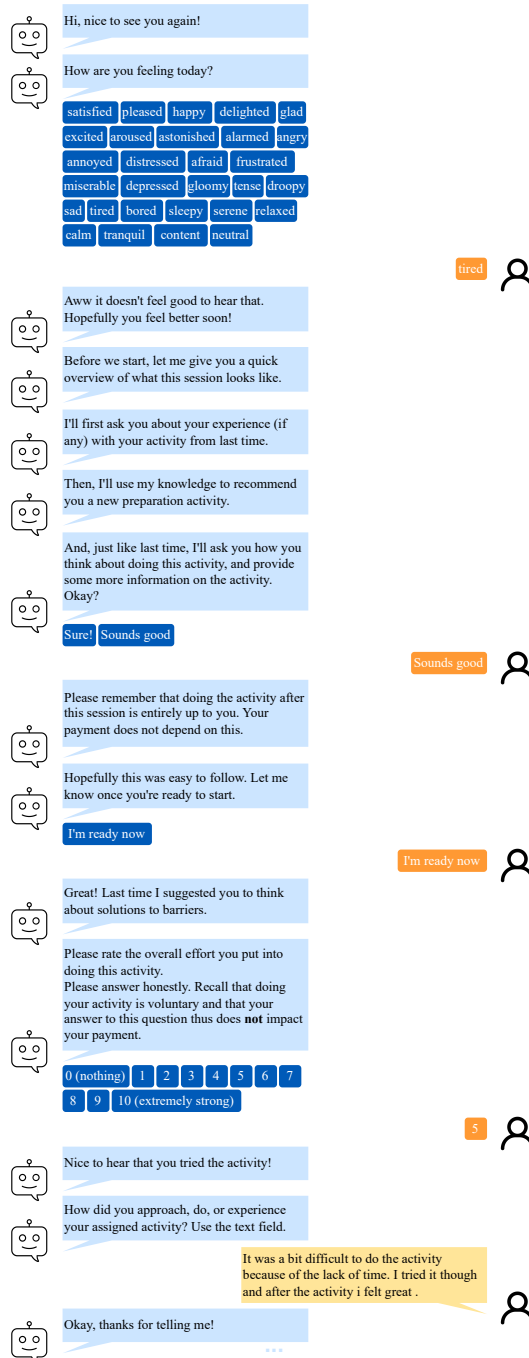 Hi, nice to see you again!
How are you feeling today?
satisfied pleased happy delighted glad
excited aroused astonished alarmed angry
annoyed distressed afraid frustrated
miserable depressed gloomy tense droopy
sad tired bored sleepy serene relaxed
calm tranquil content neutral
tired
Aww it doesn't feel good to hear that.
Hopefully you feel better soon!
Before we start, let me give you a quick
overview of what this session looks like.
I'll first ask you about your experience (if
any) with your activity from last time.
Then, I'll use my knowledge to recommend
you a new preparation activity.
And, just like last time, I'll ask you how you
think about doing this activity, and provide
some more information on the activity.
Okay?
Sure! Sounds good
Sounds good
Please remember that doing the activity after
this session is entirely up to you. Your
payment does not depend on this.
Hopefully this was easy to follow. Let me
know once you're ready to start.
I'm ready now
I'm ready now
Great! Last time I suggested you to think
about solutions to barriers.
Please rate the overall effort you put into
doing this activity.
Please answer honestly. Recall that doing
your activity is voluntary and that your
answer to this question thus does not impact
your payment.
0 (nothing) 1 2 3 4 5 6 7
8 9 10 (extremely strong)
5
Nice to hear that you tried the activity!
How did you approach, do, or experience
your assigned activity? Use the text field.
It was a bit difficult to do the activity
because of the lack of time. I tried it though
and after the activity i felt great .
Okay, thanks for telling me!